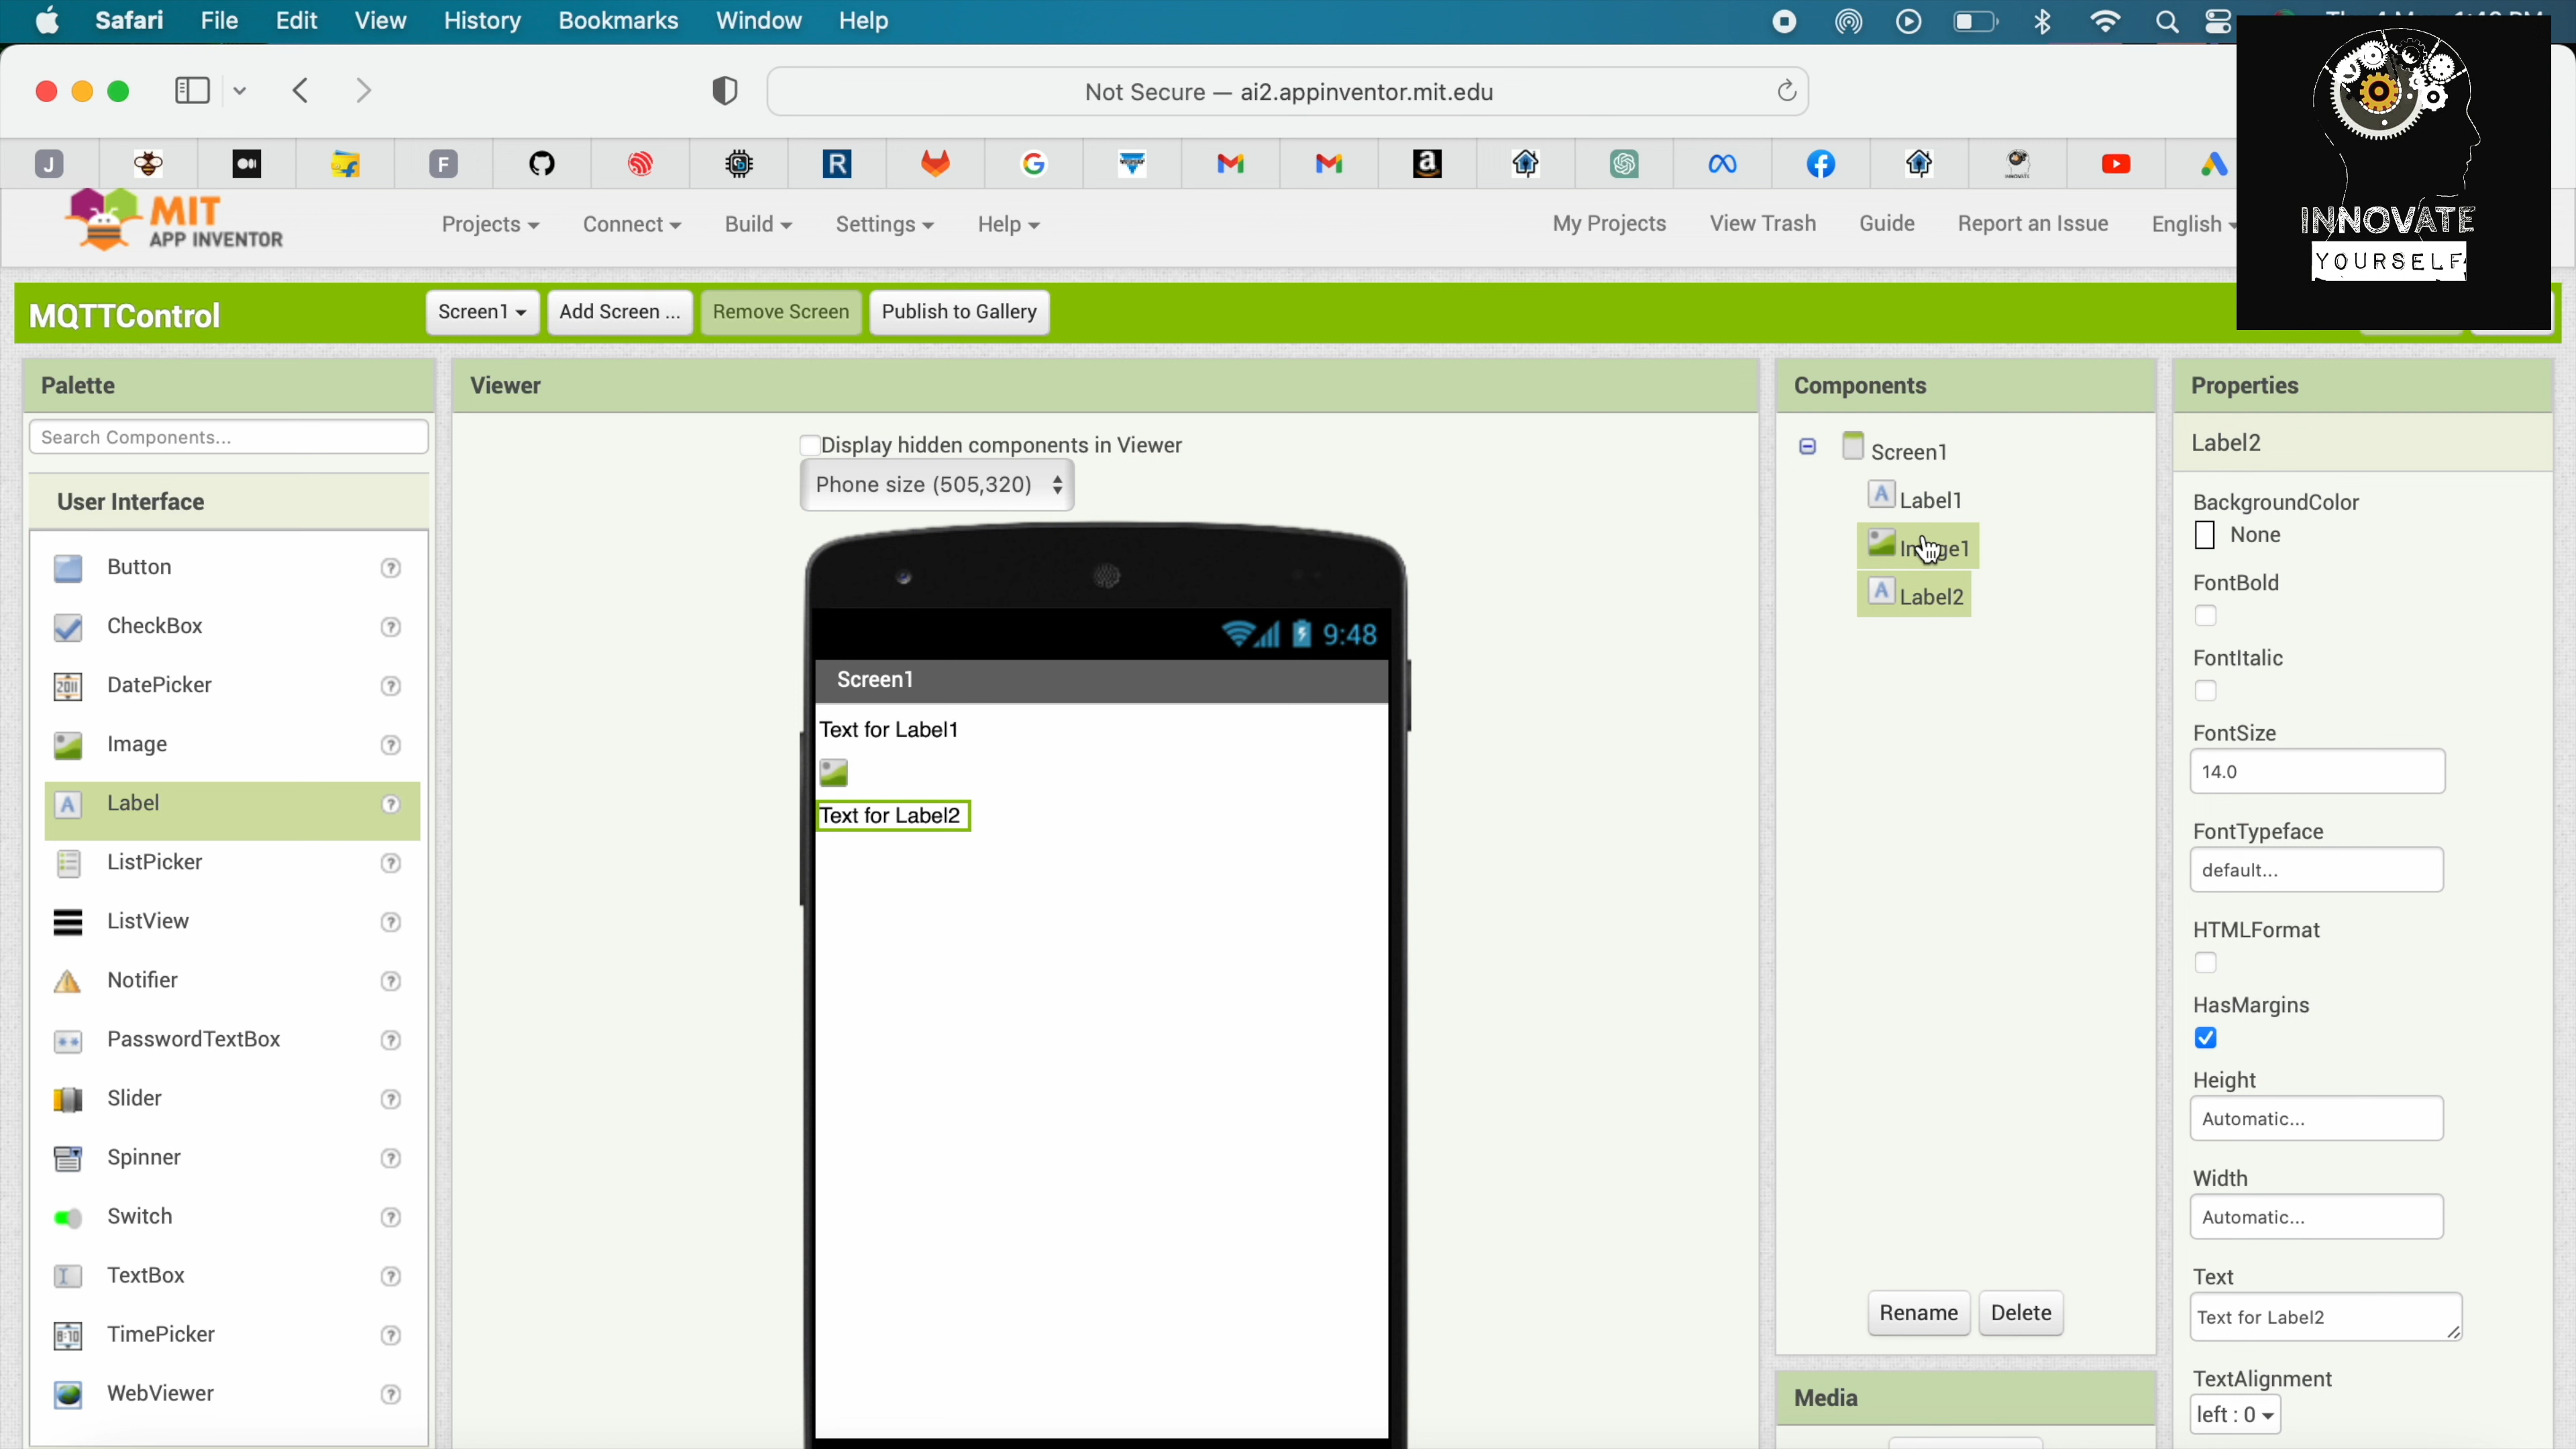 Safari File Edit View History Bookmarks Window Help
Not Secure — ai2.appinventor.mit.edu
J F R a G
MIT
APP INVENTOR
Projects Connect Build Settings Help My Projects View Trash Guide Report an Issue English
INNOVATE
YOURSELF
MQTTControl Screen1 Add Screen ... Remove Screen Publish to Gallery
Palette
Search Components...
User Interface
Button
CheckBox
DatePicker
Image
Label
ListPicker
ListView
Notifier
PasswordTextBox
Slider
Spinner
Switch
TextBox
TimePicker
WebViewer
Viewer
Display hidden components in Viewer
Phone size (505,320)
9:48
Screen1
Text for Label1
Text for Label2
Components
Screen1
Label1
Label2
Rename Delete
Media
Properties
Label2
BackgroundColor
None
FontBold
FontItalic
FontSize
14.0
FontTypeface
default...
HTMLFormat
HasMargins
Height
Automatic...
Width
Automatic...
Text
Text for Label2
TextAlignment
left : 0